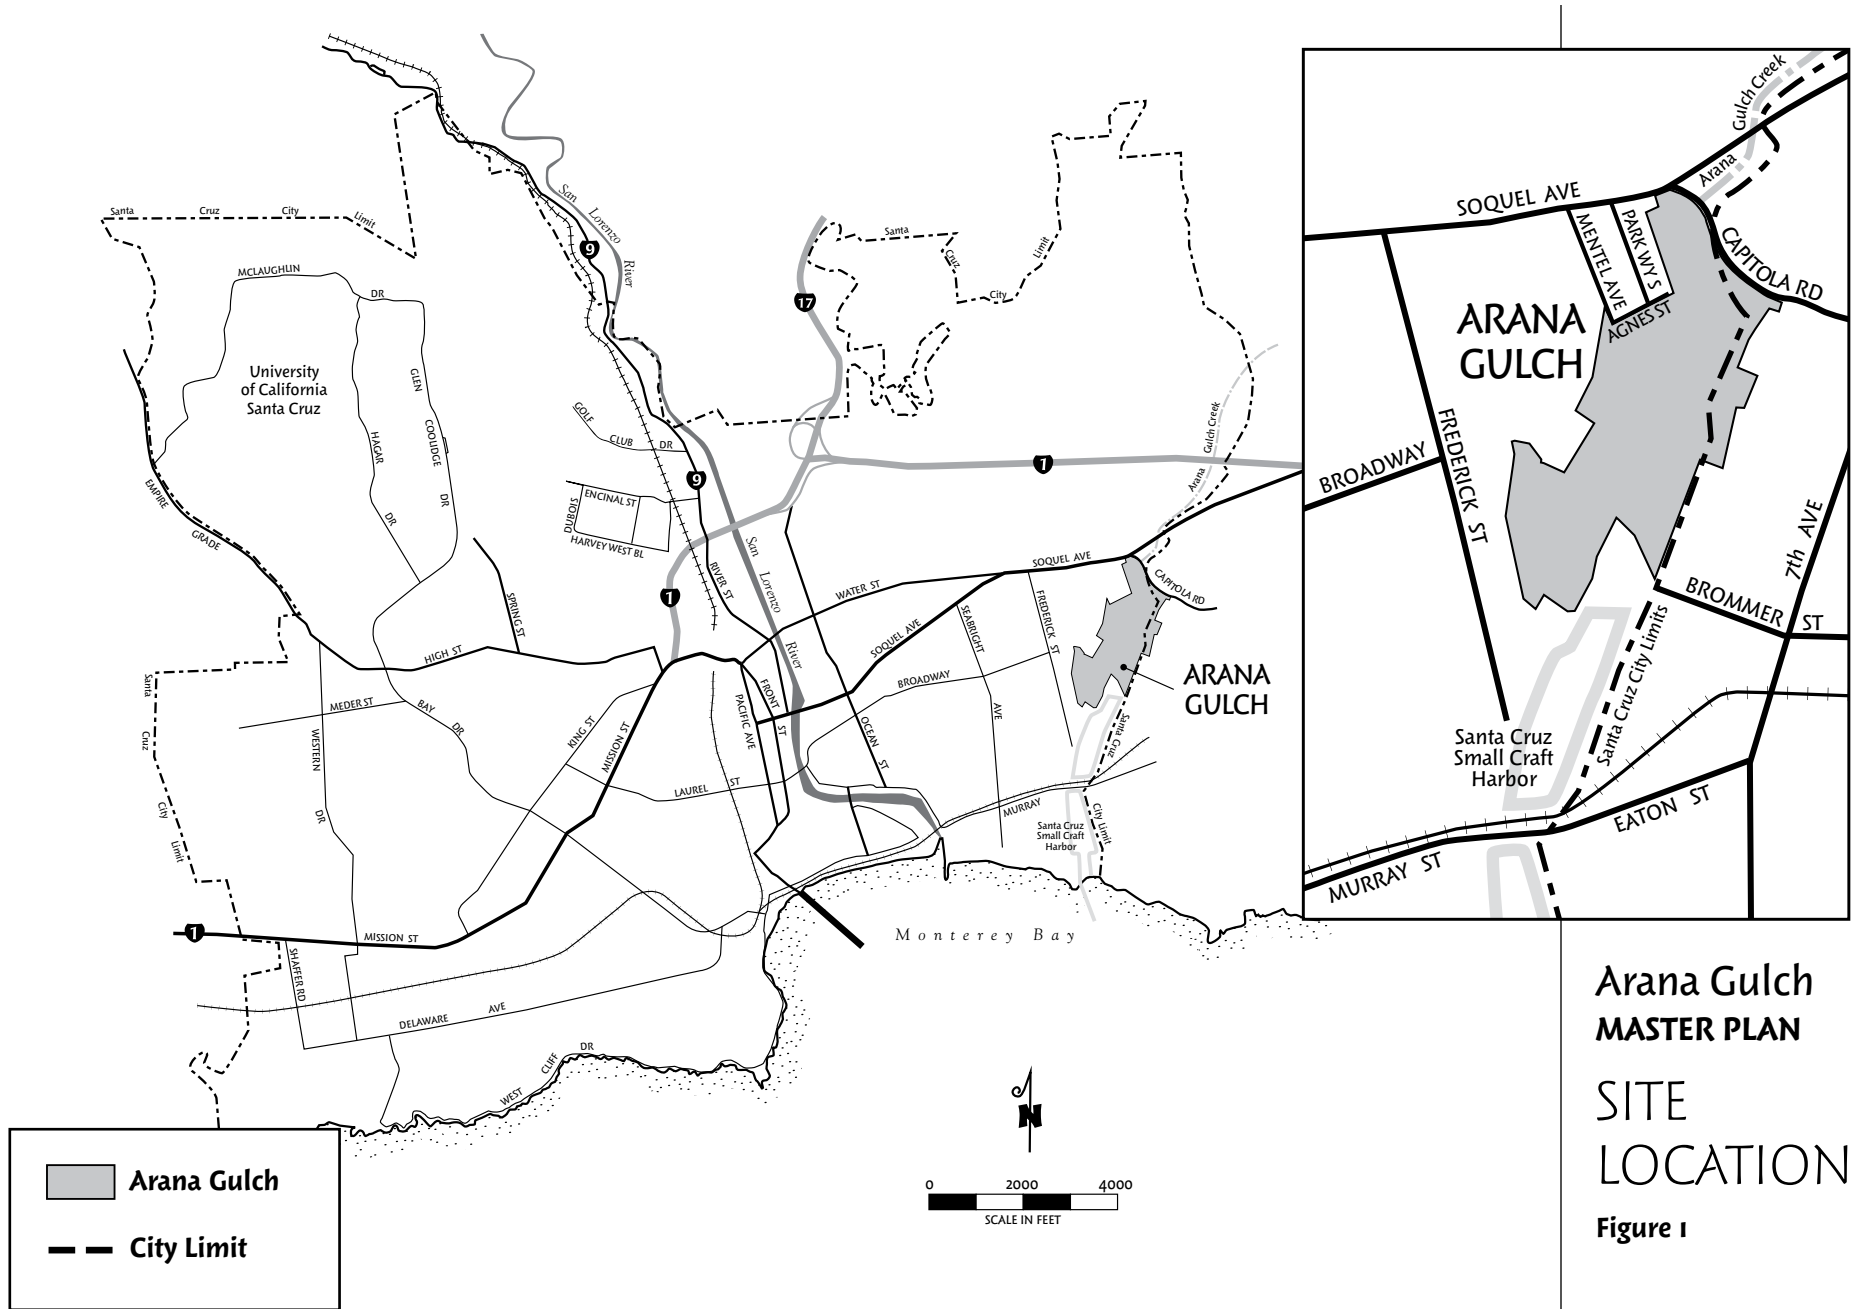 Santa Cruz City Limit
MCLAUGHLIN DR
University
of California
Santa Cruz
GLEN COOLIDGE DR
HAGAR DR
EMPIRE GRADE
San Lorenzo River
9
17
Santa Cruz City Limit
GOLF CLUB DR
9
1
ENCINAL ST
DUBOIS
HARVEY WEST BL
Arana Gulch Creek
San Lorenzo River
RIVER ST
1
SPRING ST
HIGH ST
WATER ST
SOQUEL AVE
SOQUEL AVE
CAPITOLA RD
SEABRIGHT AVE
FREDERICK ST
BROADWAY
ARANA
GULCH
Santa Cruz City Limit
MEDER ST
BAY DR
WESTERN DR
KING ST
MISSION ST
FRONT ST
PACIFIC AVE
OCEAN ST
LAUREL ST
MURRAY
Santa Cruz
Small Craft
Harbor
Santa Cruz City Limit
1
MISSION ST
SHAFFER RD
DELAWARE AVE
WEST CLIFF DR
Monterey Bay
N
0 2000 4000
SCALE IN FEET
Arana Gulch
City Limit
Arana Gulch Creek
SOQUEL AVE
MENTEL AVE
PARK WY S
AGNES ST
CAPITOLA RD
ARANA
GULCH
FREDERICK ST
BROADWAY
7th AVE
BROMMER ST
Santa Cruz City Limits
Santa Cruz
Small Craft
Harbor
EATON ST
MURRAY ST
Arana Gulch
MASTER PLAN
SITE
LOCATION
Figure 1